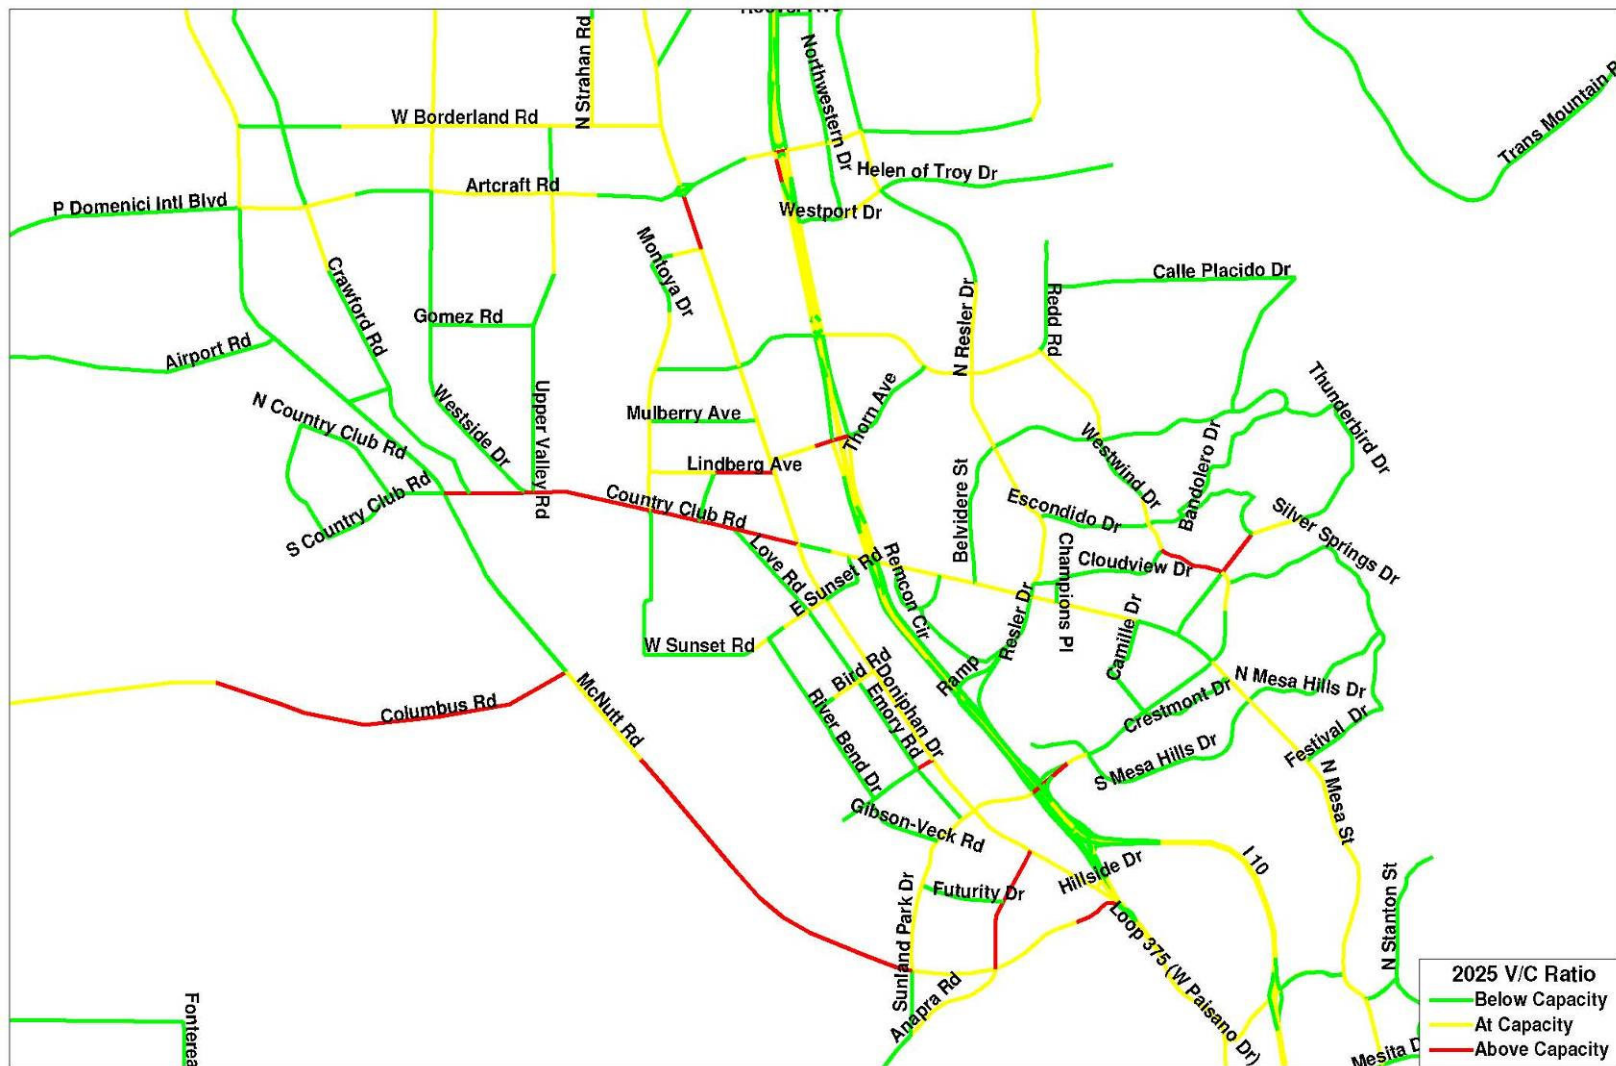 N Strahan Rd
Northwestern Dr
Trans Mountain
W Borderland Rd
Artcraft Rd
Helen of Troy Dr
P Domenici Intl Blvd
Westport Dr
Montoya Dr
Crawford Rd
Calle Placido Dr
N Resler Dr
Redd Rd
Gomez Rd
Airport Rd
Thunderbird Dr
N Country Club Rd
Westside Dr
Upper Valley Rd
Mulberry Ave
Thorn Ave
Lindberg Ave
Westwind Dr
Bandolero Dr
Belvidere St
S Country Club Rd
Country Club Rd
Escondido Dr
Silver Springs Dr
Love Rd
E Sunset Rd
Remcon Cir
Champions Pl
Cloudview Dr
W Sunset Rd
Resler Dr
Camille Dr
Bird Rd
Ramp
N Mesa Hills Dr
Columbus Rd
McNutt Rd
River Bend Dr
Emory Rd
Doniphan Dr
Crestmont Dr
S Mesa Hills Dr
Festival Dr
Gibson-Veck Rd
N Mesa St
Futurity Dr
Hillside Dr
I 10
Sunland Park Dr
Loop 375 (W Paisano Dr)
N Stanton St
Anapra Rd
Fonterea
Mesita
2025 V/C Ratio
Below Capacity
At Capacity
Above Capacity